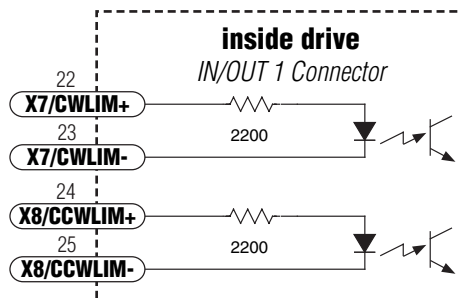 inside drive
IN/OUT 1 Connector
22
X7/CWLIM+
2200
23
X7/CWLIM-
24
X8/CCWLIM+
2200
25
X8/CCWLIM-